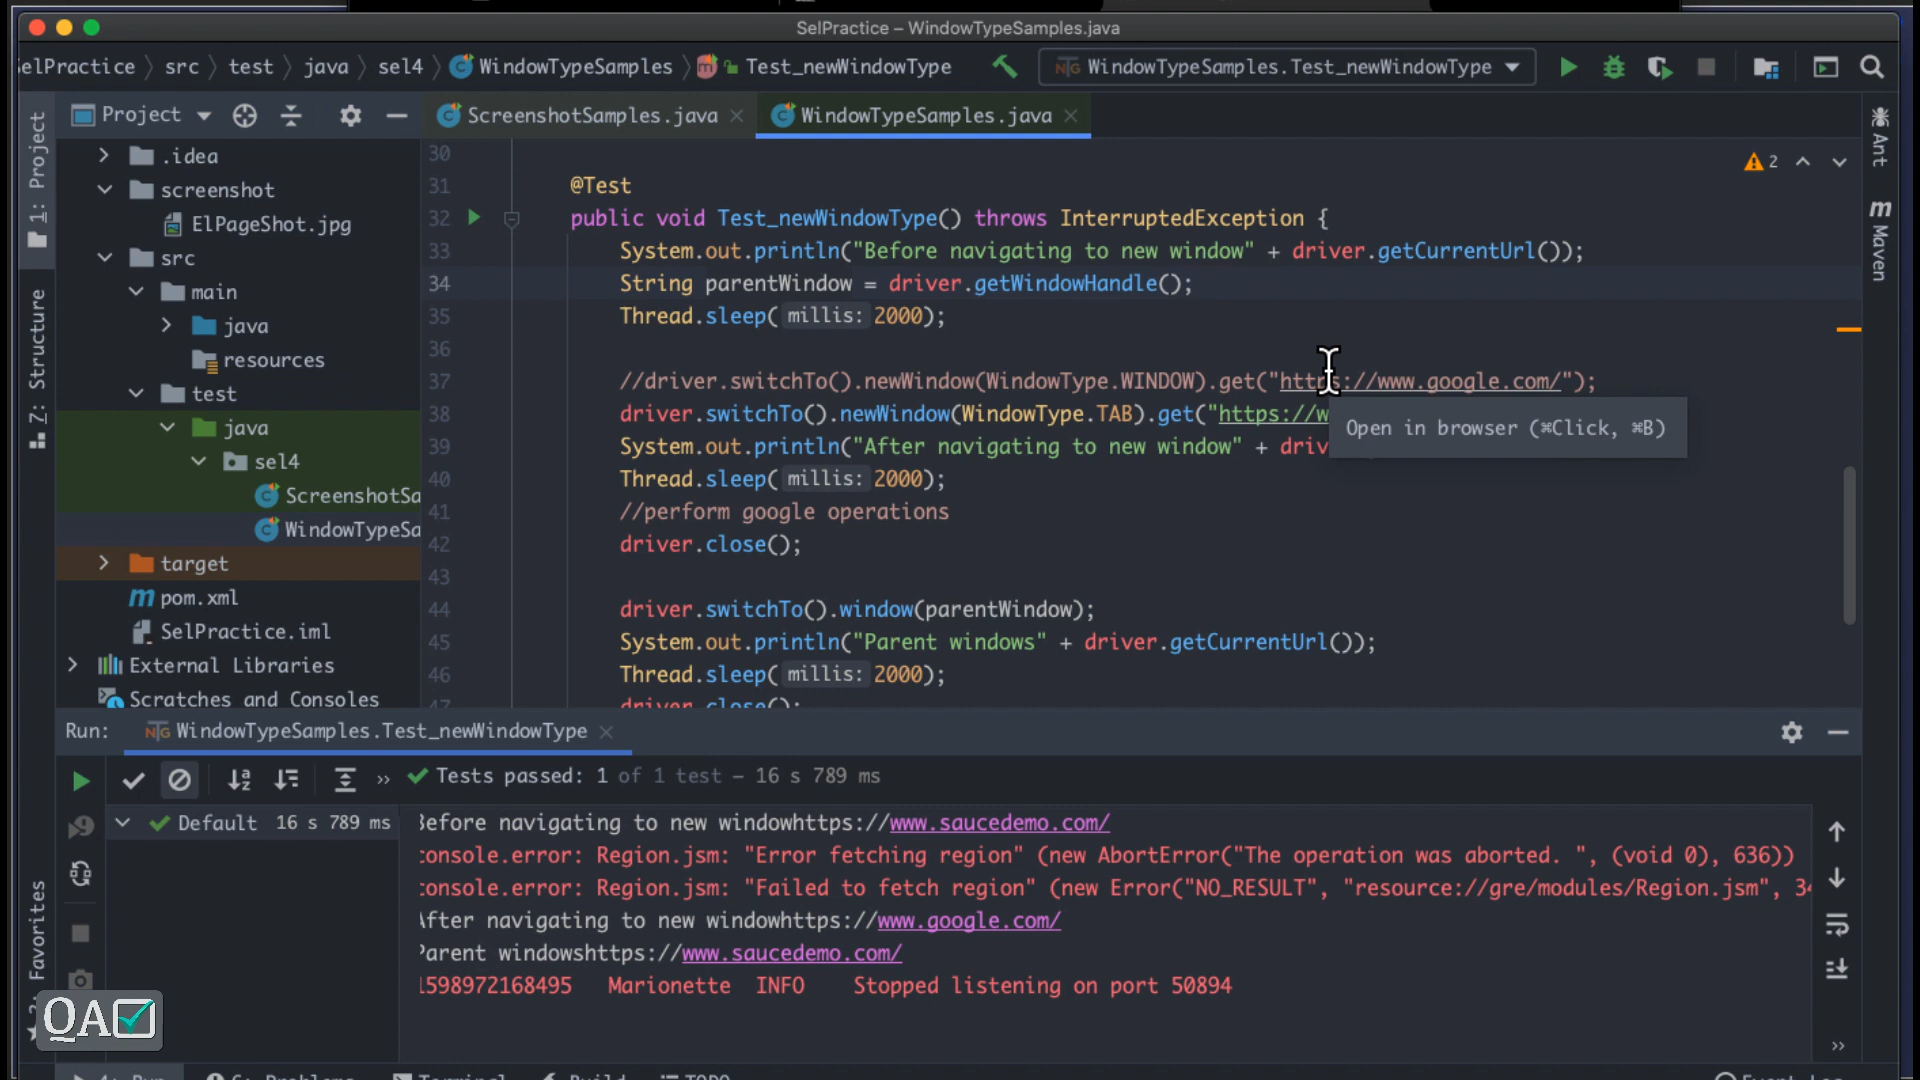 SelPractice – WindowTypeSamples.java
SelPractice 〉 src 〉 test 〉 java 〉 sel4 〉 WindowTypeSamples 〉 Test_newWindowType
WindowTypeSamples.Test_newWindowType
1: Project
Project
ScreenshotSamples.java
WindowTypeSamples.java
Ant
Maven
Z: Structure
Favorites
.idea
screenshot
ElPageShot.jpg
src
main
java
resources
test
java
sel4
ScreenshotSa
WindowTypeSa
target
pom.xml
SelPractice.iml
External Libraries
Scratches and Consoles
2
30
31 @Test
32 public void Test_newWindowType() throws InterruptedException {
33 System.out.println("Before navigating to new window" + driver.getCurrentUrl());
34 String parentWindow = driver.getWindowHandle();
35 Thread.sleep( millis: 2000);
36
37 //driver.switchTo().newWindow(WindowType.WINDOW).get("https://www.google.com/");
38 driver.switchTo().newWindow(WindowType.TAB).get("https://w
Open in browser (⌘Click, ⌘B)
39 System.out.println("After navigating to new window" + driv
40 Thread.sleep( millis: 2000);
41 //perform google operations
42 driver.close();
43
44 driver.switchTo().window(parentWindow);
45 System.out.println("Parent windows" + driver.getCurrentUrl());
46 Thread.sleep( millis: 2000);
47 driver.close();
Run: WindowTypeSamples.Test_newWindowType
» Tests passed: 1 of 1 test – 16 s 789 ms
Default 16 s 789 ms
Before navigating to new windowhttps://www.saucedemo.com/
console.error: Region.jsm: "Error fetching region" (new AbortError("The operation was aborted. ", (void 0), 636))
console.error: Region.jsm: "Failed to fetch region" (new Error("NO_RESULT", "resource://gre/modules/Region.jsm", 34
After navigating to new windowhttps://www.google.com/
Parent windowshttps://www.saucedemo.com/
1598972168495 Marionette INFO Stopped listening on port 50894
QA